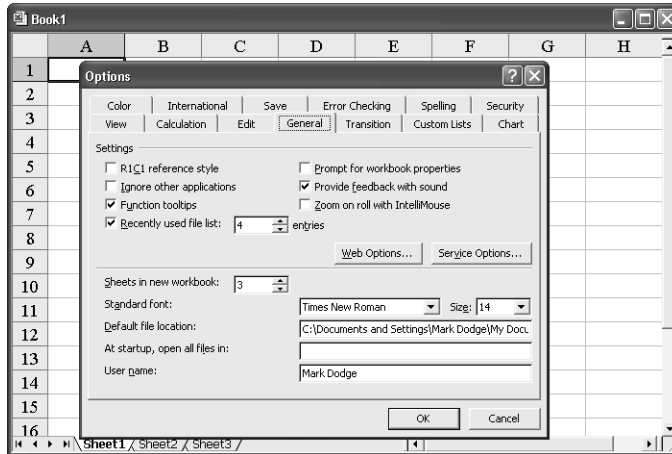 Book1
A B C D E F G H
1
Options
2
Color International Save Error Checking Spelling Security
3
View Calculation Edit General Transition Custom Lists Chart
4
Settings
5
R1C1 reference style Prompt for workbook properties
6
Ignore other applications Provide feedback with sound
7
Function tooltips Zoom on roll with IntelliMouse
Recently used file list: 4 entries
8
9
Web Options... Service Options...
10
Sheets in new workbook: 3
11
Standard font: Times New Roman Size: 14
12
Default file location: C:\Documents and Settings\Mark Dodge\My Docu
13
At startup, open all files in:
14
User name: Mark Dodge
15
OK Cancel
16
Sheet1 Sheet2 Sheet3